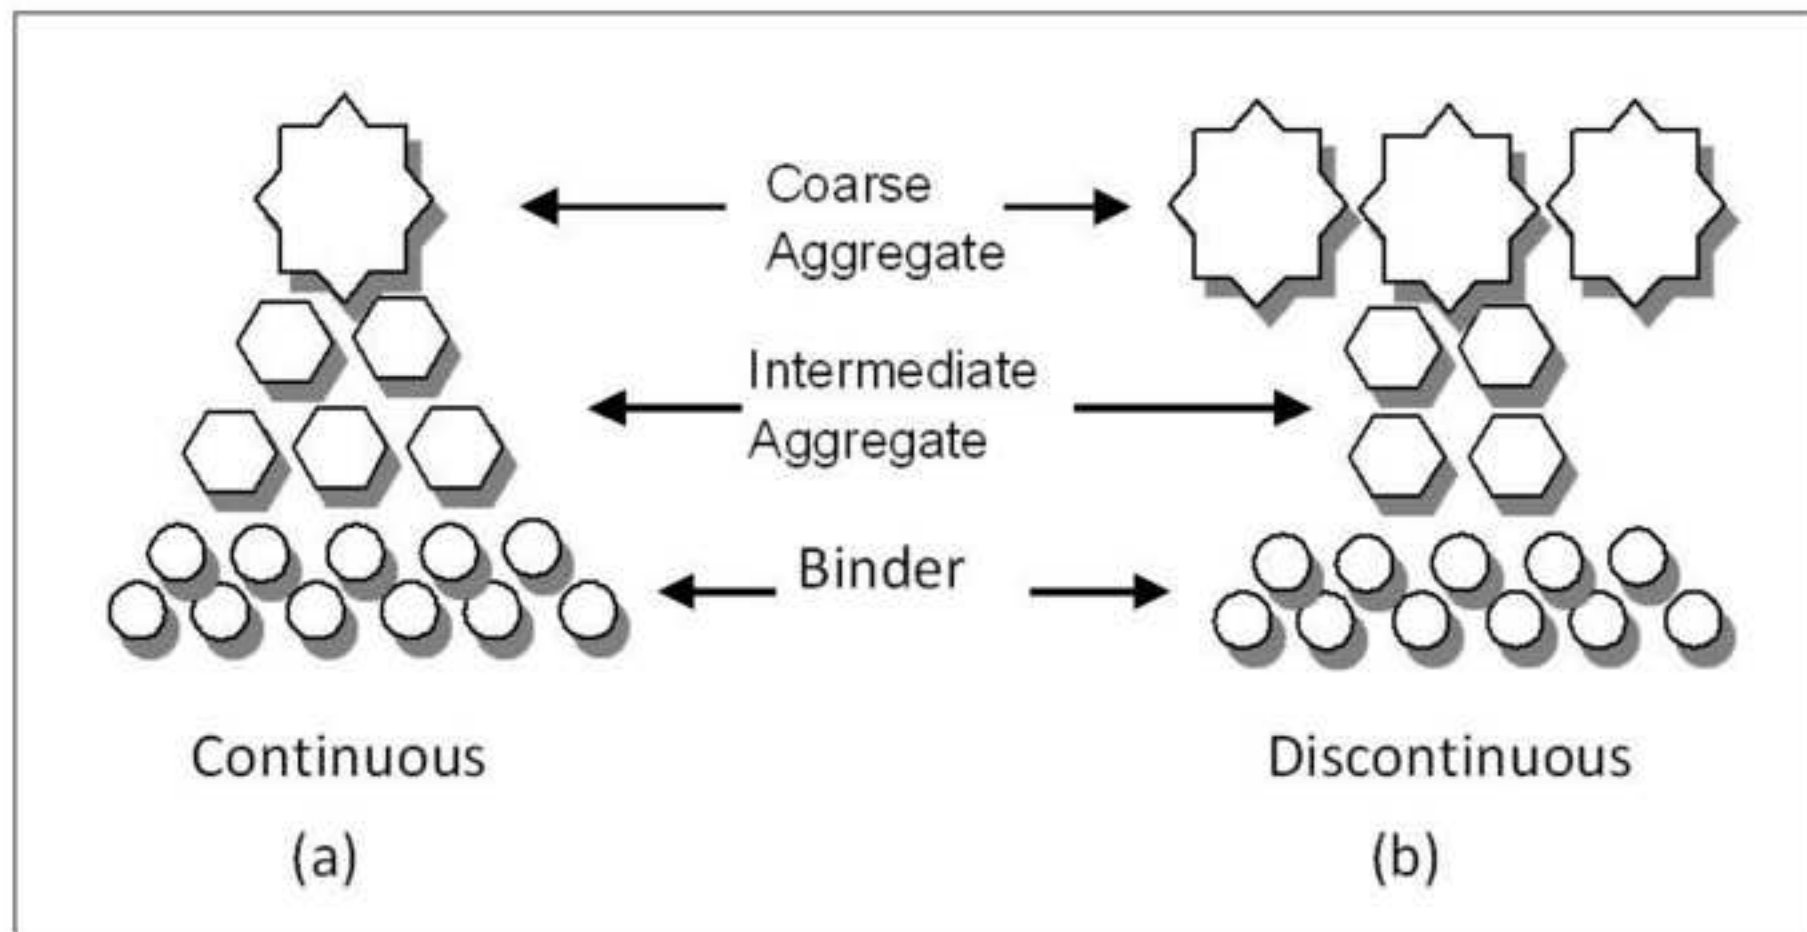 Coarse
Aggregate
Intermediate
Aggregate
Binder
Continuous
Discontinuous
(a)
(b)